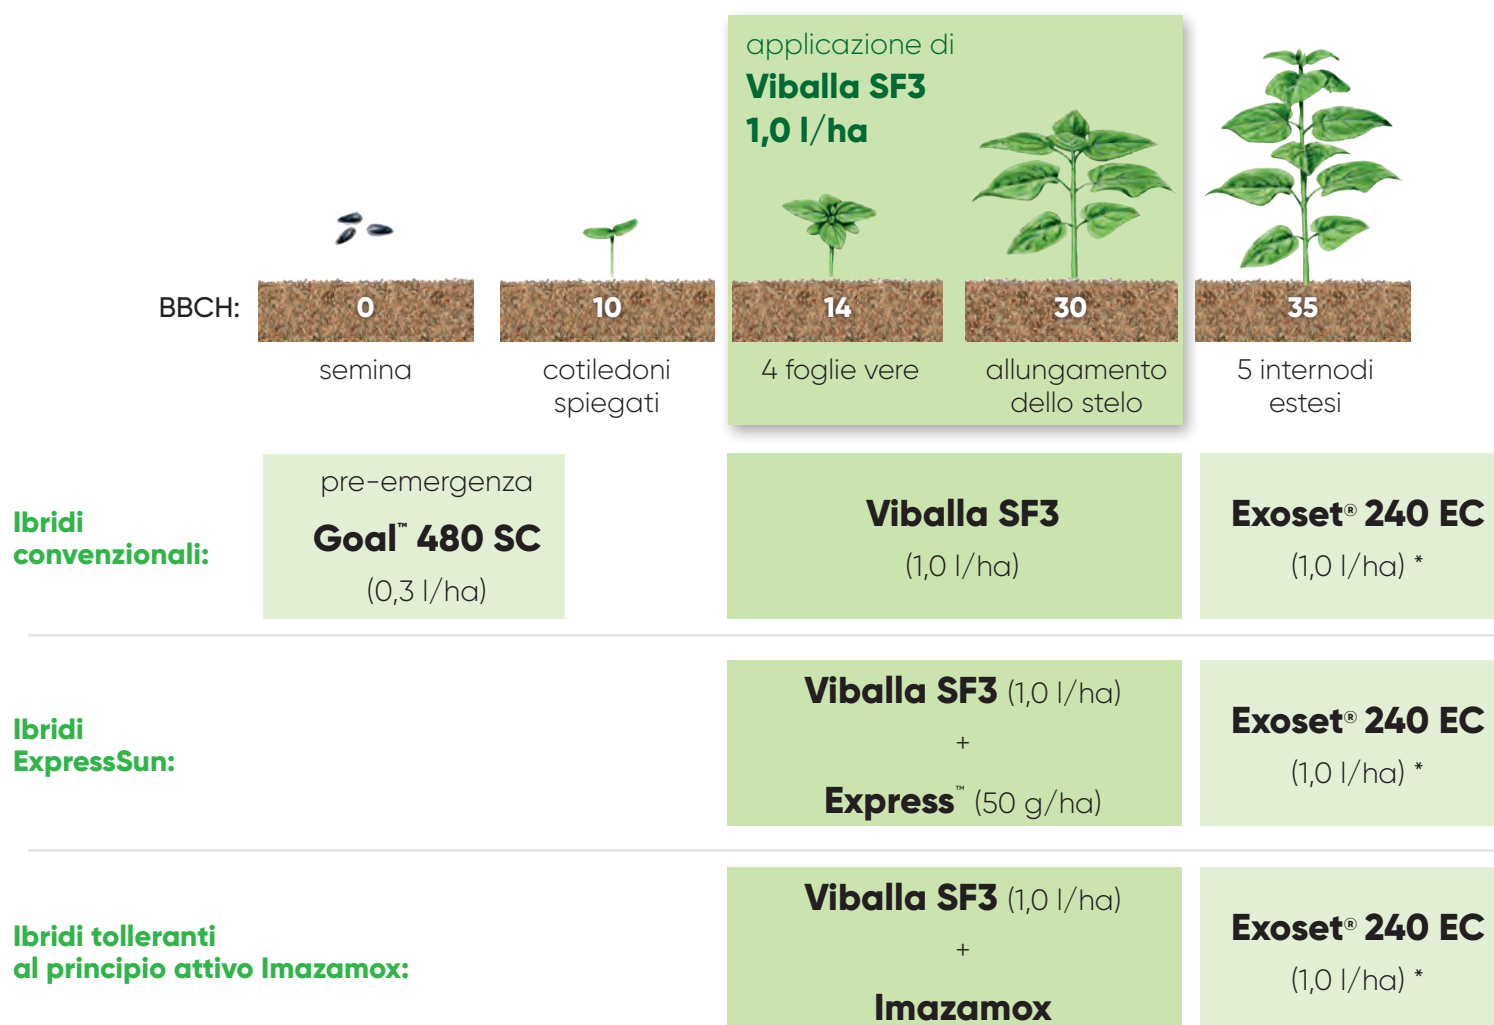 applicazione di
Viballa SF3
1,0 l/ha
BBCH:
0
10
14
30
35
semina
cotiledoni
spiegati
4 foglie vere
allungamento
dello stelo
5 internodi
estesi
Ibridi
convenzionali:
pre-emergenza
Goal™ 480 SC
(0,3 l/ha)
Viballa SF3
(1,0 l/ha)
Exoset® 240 EC
(1,0 l/ha) *
Ibridi
ExpressSun:
Viballa SF3 (1,0 l/ha)
+
Express™ (50 g/ha)
Exoset® 240 EC
(1,0 l/ha) *
Ibridi tolleranti
al principio attivo Imazamox:
Viballa SF3 (1,0 l/ha)
+
Imazamox
Exoset® 240 EC
(1,0 l/ha) *